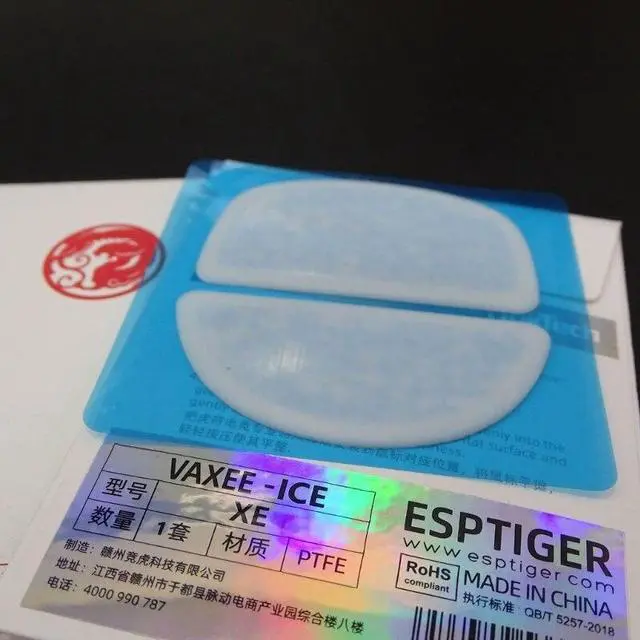 VAXEE - ICE
型号 XE
数量 1套 材质 PTFE
制造：赣州竞虎科技有限公司
地址：江西省赣州市于都县脉动电商产业园综合楼八楼
电话：4000 990 787
ESPTIGER
www.esptiger.com
RoHS compliant
MADE IN CHINA
执行标准：QB/T 5257-2018